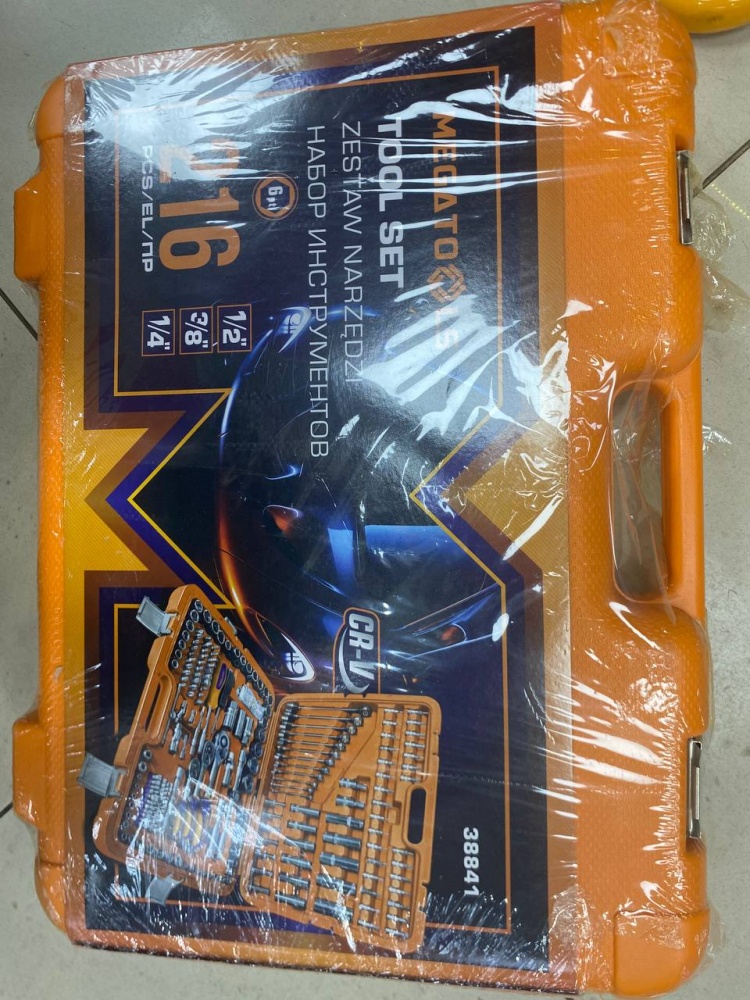 MEGATOOLS
TOOL SET
ZESTAW NARZĘDZI
НАБОР ИНСТРУМЕНТОВ
6 pt
216
PCS/EL/ПР
1/2"
3/8"
1/4"
CR-V
38841